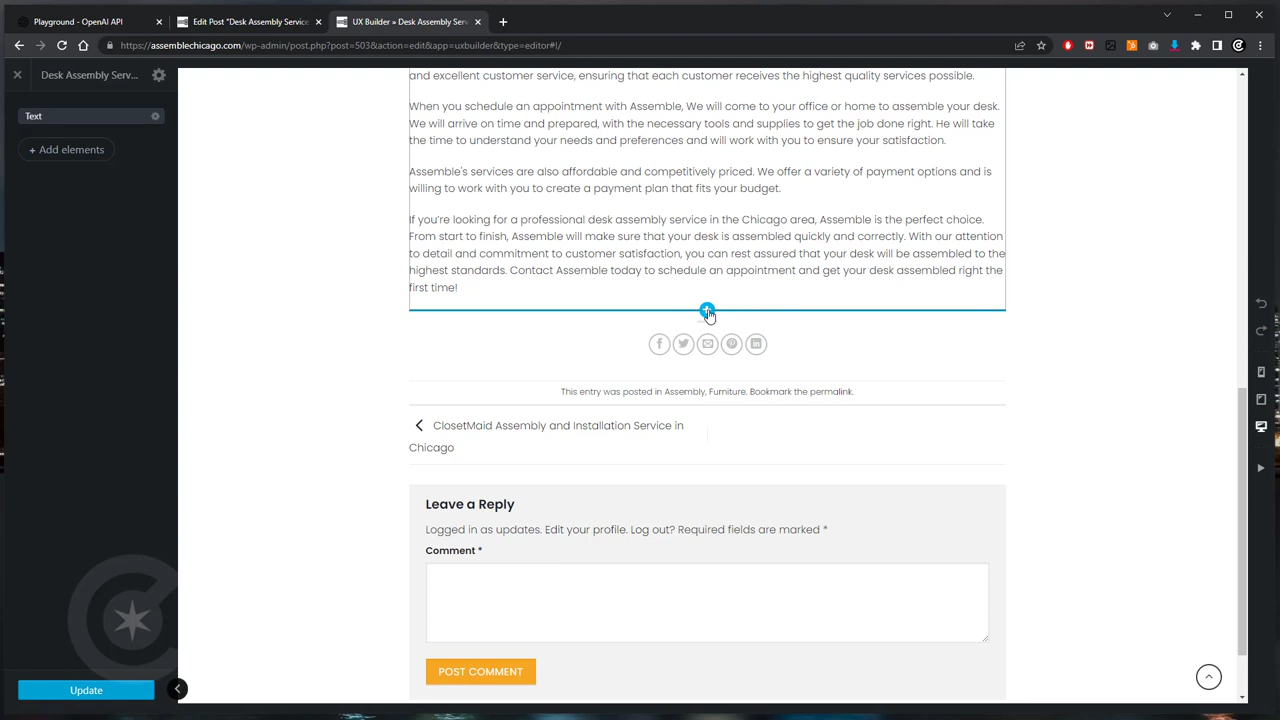 Playground - OpenAI API
Edit Post "Desk Assembly Service
UX Builder » Desk Assembly Serv
https://assemblechicago.com/wp-admin/post.php?post=503&action=edit&app=uxbuilder&type=editor#!/
Desk Assembly Serv...
Text
+ Add elements
and excellent customer service, ensuring that each customer receives the highest quality services possible.
When you schedule an appointment with Assemble, We will come to your office or home to assemble your desk.
We will arrive on time and prepared, with the necessary tools and supplies to get the job done right. He will take
the time to understand your needs and preferences and will work with you to ensure your satisfaction.
Assemble's services are also affordable and competitively priced. We offer a variety of payment options and is
willing to work with you to create a payment plan that fits your budget.
If you're looking for a professional desk assembly service in the Chicago area, Assemble is the perfect choice.
From start to finish, Assemble will make sure that your desk is assembled quickly and correctly. With our attention
to detail and commitment to customer satisfaction, you can rest assured that your desk will be assembled to the
highest standards. Contact Assemble today to schedule an appointment and get your desk assembled right the
first time!
This entry was posted in Assembly, Furniture. Bookmark the permalink.
ClosetMaid Assembly and Installation Service in
Chicago
Leave a Reply
Logged in as updates. Edit your profile. Log out? Required fields are marked *
Comment *
POST COMMENT
Update